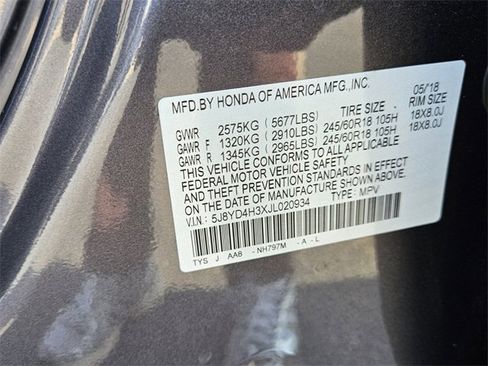 MFD.BY HONDA OF AMERICA MFG.,INC. 05/18
GVWR 2575KG (5677LBS) TIRE SIZE RIM SIZE
GAWR F 1320KG (2910LBS) 245/60R18 105H 18X8.0J
GAWR R 1345KG (2965LBS) 245/60R18 105H 18X8.0J
THIS VEHICLE CONFORMS TO ALL APPLICABLE
FEDERAL MOTOR VEHICLE SAFETY AND THEFT
PREVENTION STANDARDS IN EFFECT ON THE
DATE OF MANUFACTURE SHOWN ABOVE.
V.I.N.: 5J8YD4H3XJL020934 TYPE: MPV
TYS J AAB - NH797M - A - L